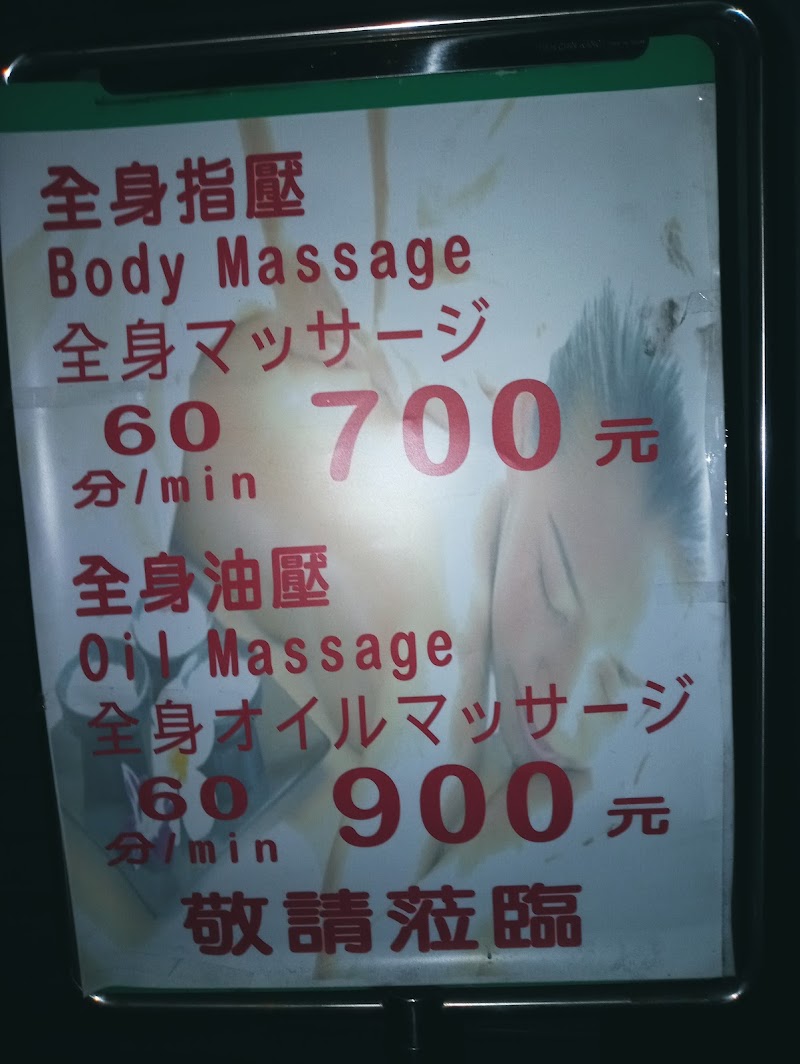 全身指壓
Body Massage
全身マッサージ
60 700 元
分/min
全身油壓
Oil Massage
全身オイルマッサージ
60 900 元
分/min
敬請蒞臨